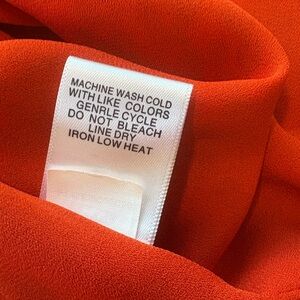 MACHINE WASH COLD
WITH LIKE COLORS
GENRLE CYCLE
DO NOT BLEACH
LINE DRY
IRON LOW HEAT